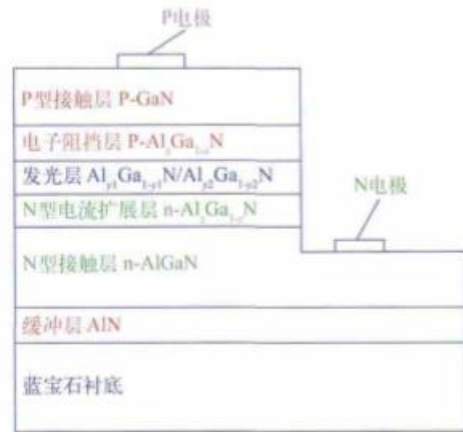 P电极
P型接触层 P-GaN
电子阻挡层 P-AlzGa1-zN
发光层 Aly1Ga1-y1N/Aly2Ga1-y2N
N电极
N型电流扩展层
N型接触层 n-AlGaN
缓冲层 AlN
蓝宝石衬底